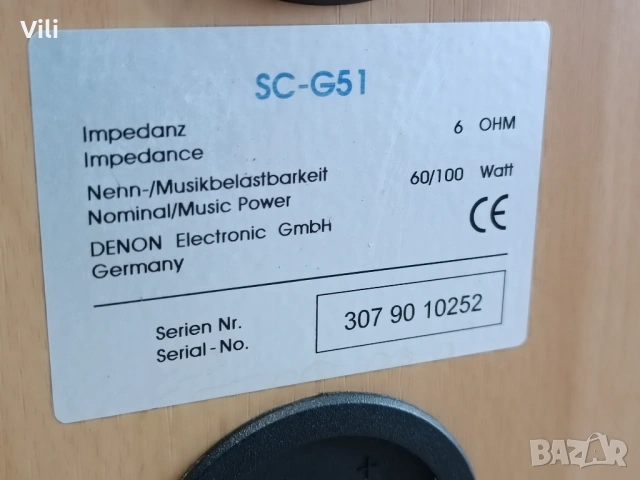 Vili
SC-G51
Impedanz 6 OHM
Impedance
Nenn-/Musikbelastbarkeit 60/100 Watt
Nominal/Music Power
DENON Electronic GmbH CE
Germany
Serien Nr. 307 90 10252
Serial-No.
+
BAZAR